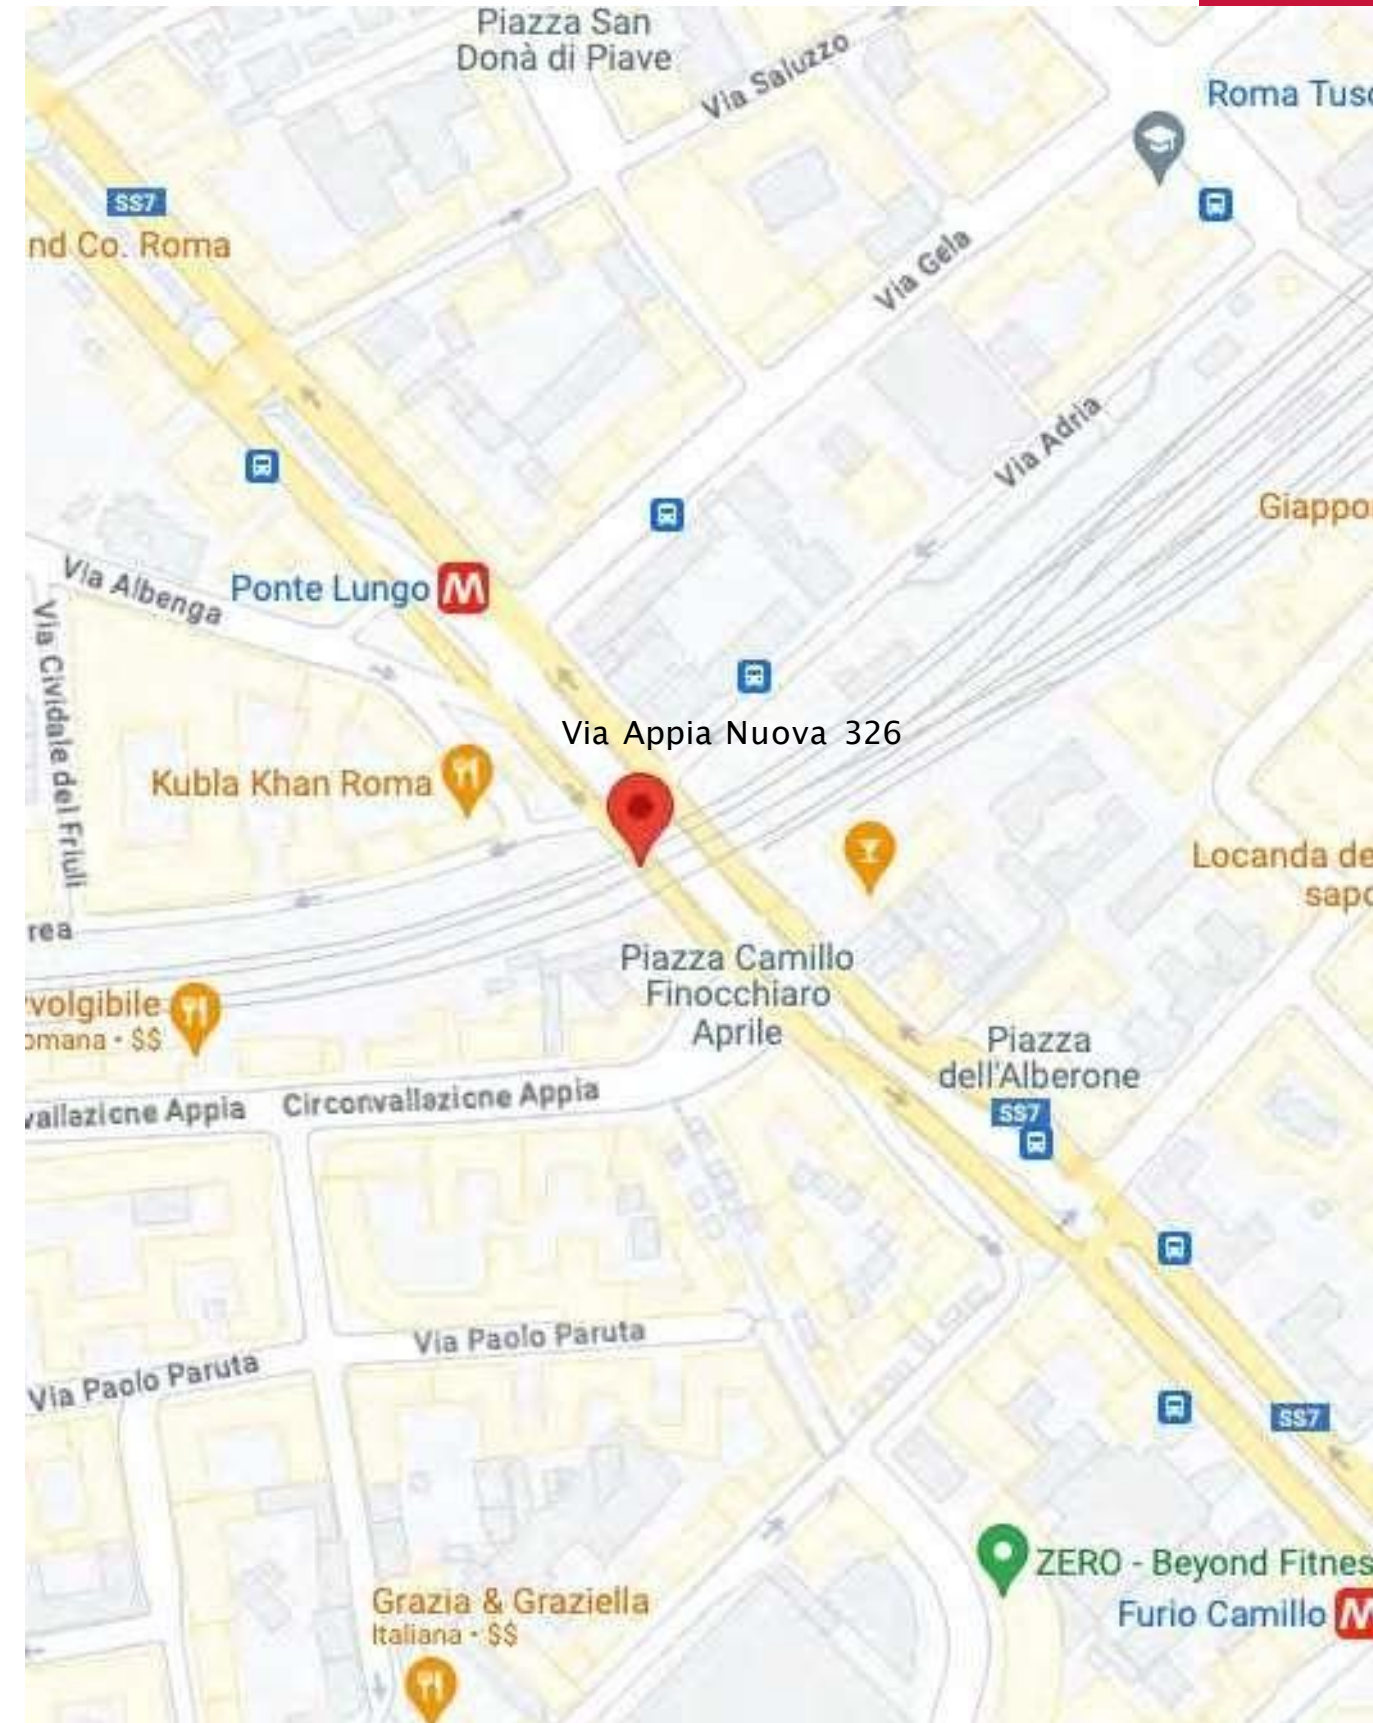 Piazza San
Donà di Piave
Via Saluzzo
Roma Tusc
SS7
nd Co. Roma
Via Gela
Via Adria
Giappo
Via Albenga
Ponte Lungo M
Via Cividale del Friuli
Via Appia Nuova 326
Kubla Khan Roma
Locanda de
sapo
rea
Piazza Camillo
Finocchiaro
Aprile
volgibile
omana • $$
Piazza
dell'Alberone
SS7
vallazione Appia
Circonvallazione Appia
Via Paolo Paruta
Via Paolo Paruta
SS7
ZERO - Beyond Fitnes
Furio Camillo M
Grazia & Graziella
Italiana • $$